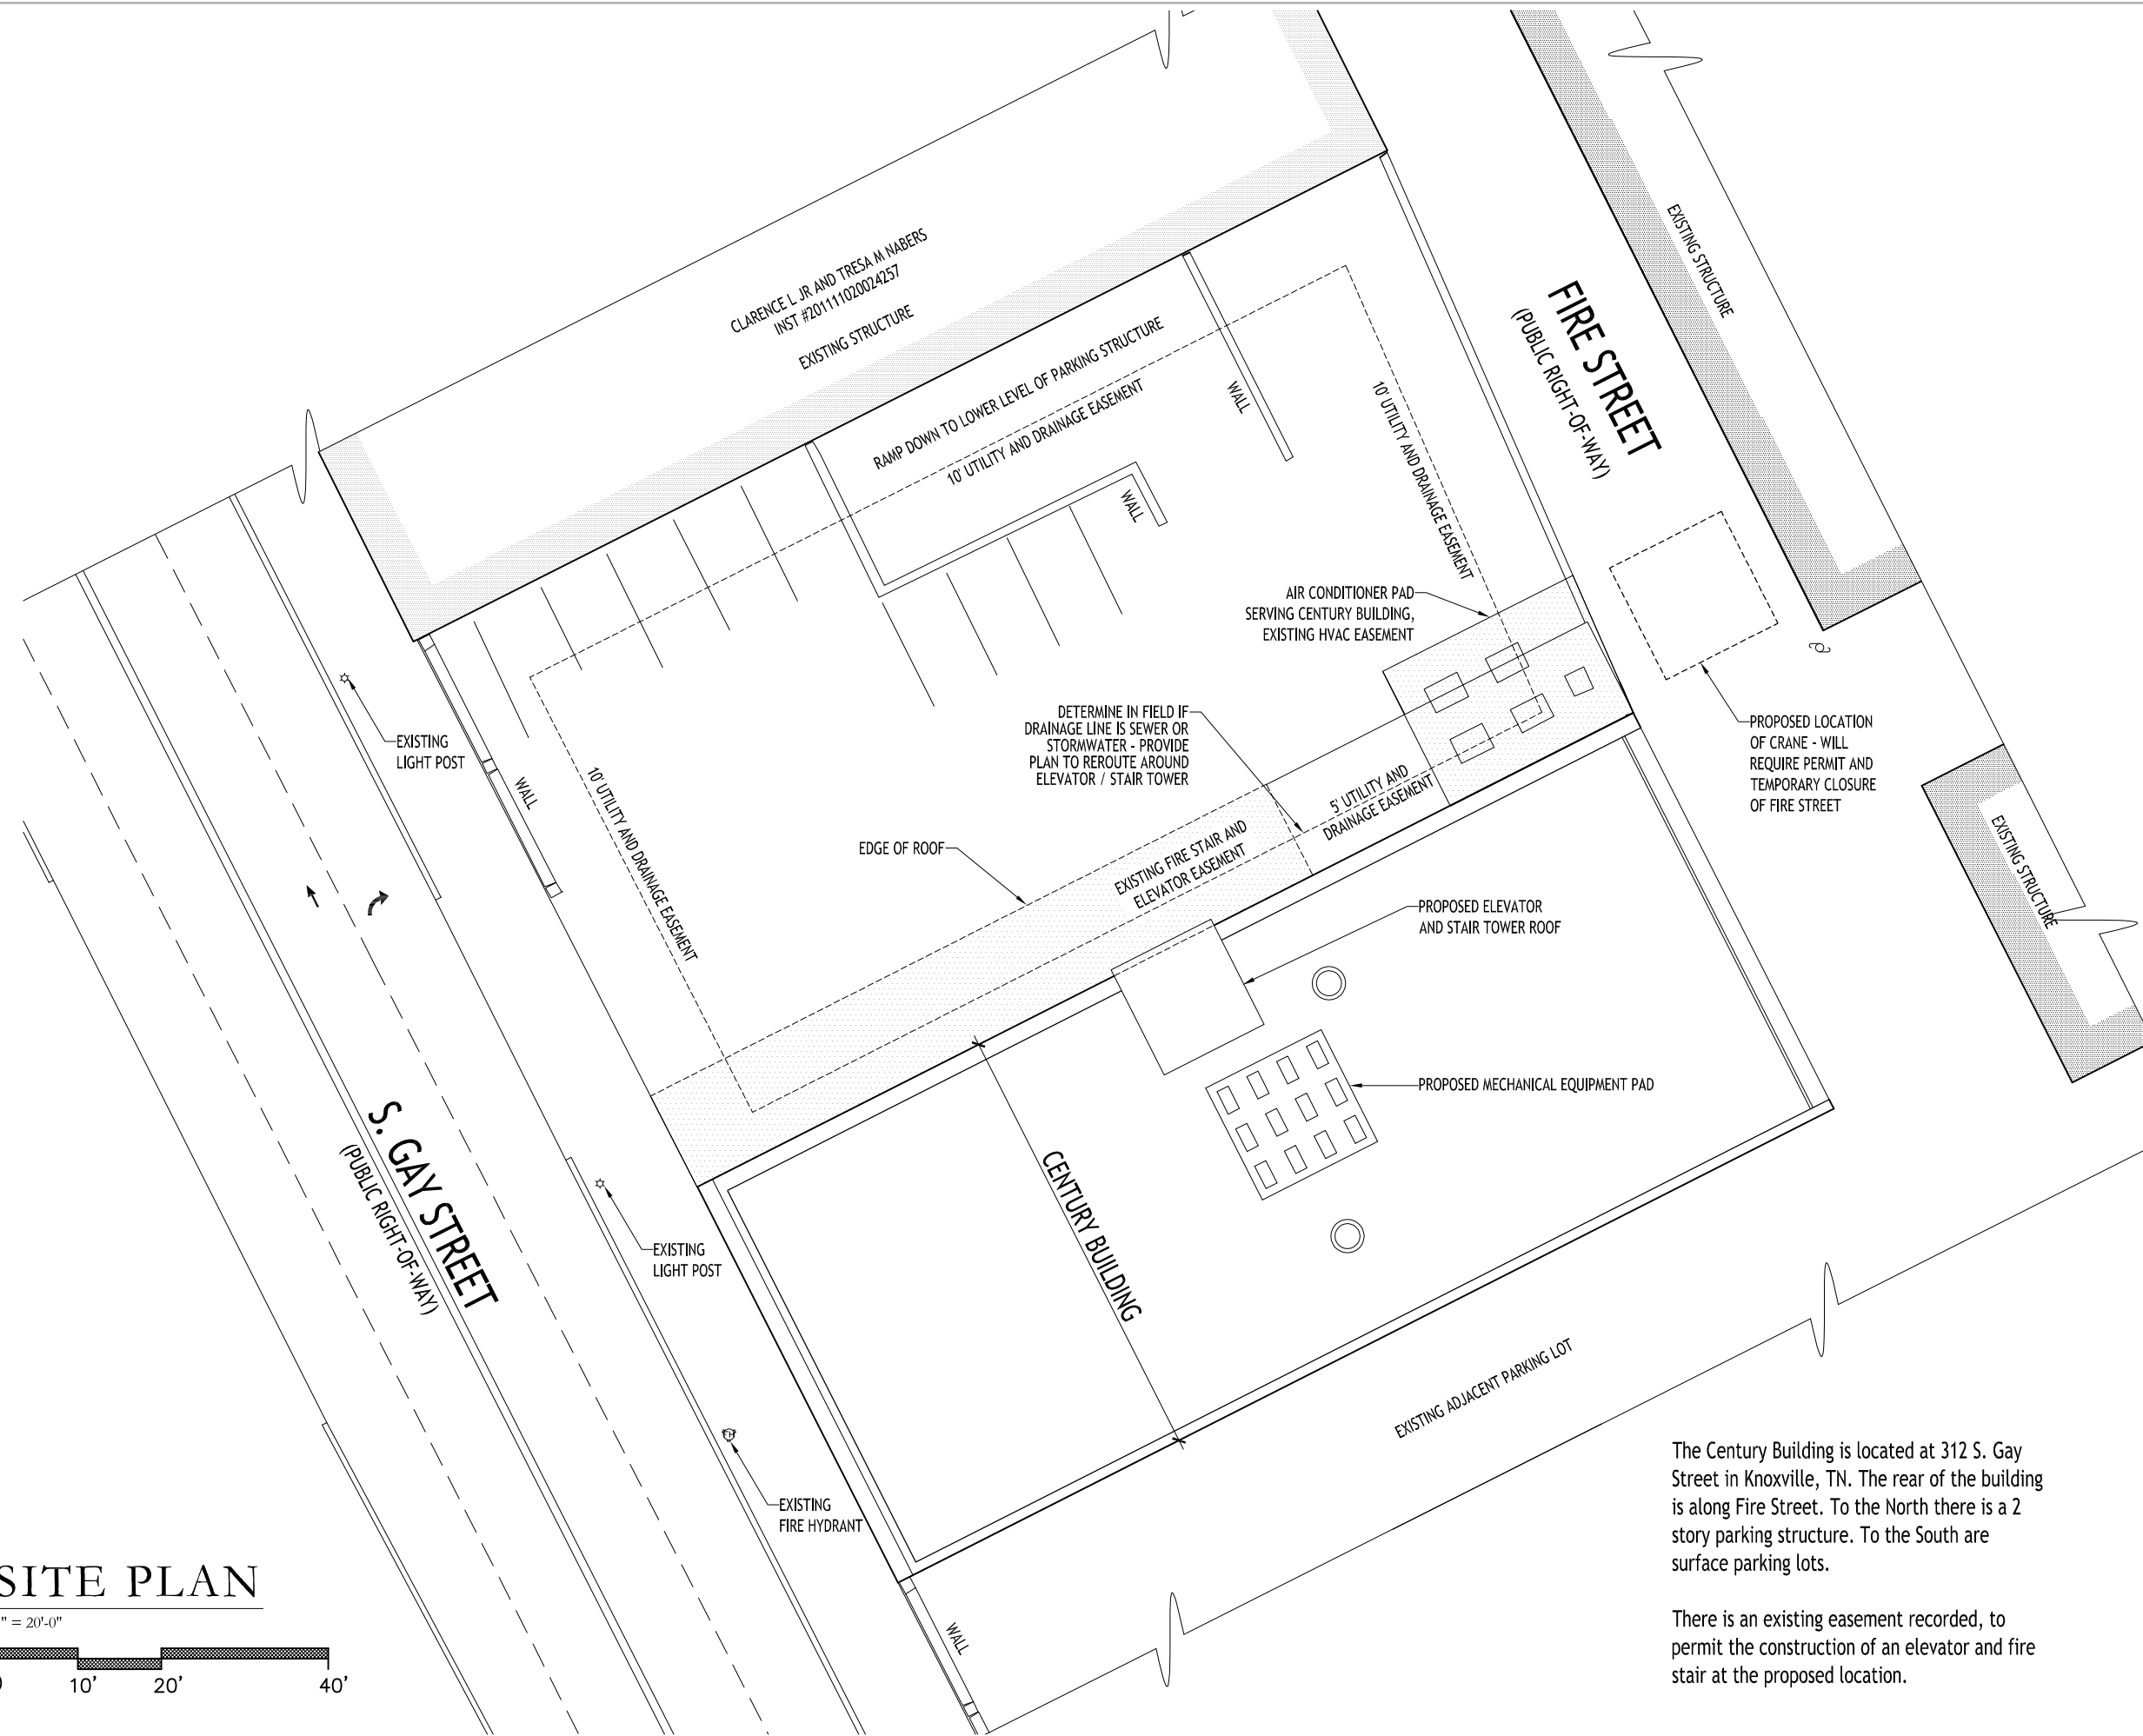 CLARENCE L JR AND TRESA M NABERS
INST #201111020024257
EXISTING STRUCTURE
RAMP DOWN TO LOWER LEVEL OF PARKING STRUCTURE
10' UTILITY AND DRAINAGE EASEMENT
WALL
WALL
10' UTILITY AND DRAINAGE EASEMENT
FIRE STREET
(PUBLIC RIGHT-OF-WAY)
EXISTING STRUCTURE
AIR CONDITIONER PAD
SERVING CENTURY BUILDING,
EXISTING HVAC EASEMENT
DETERMINE IN FIELD IF
DRAINAGE LINE IS SEWER OR
STORMWATER - PROVIDE
PLAN TO REROUTE AROUND
ELEVATOR / STAIR TOWER
PROPOSED LOCATION
OF CRANE - WILL
REQUIRE PERMIT AND
TEMPORARY CLOSURE
OF FIRE STREET
EXISTING
LIGHT POST
WALL
10' UTILITY AND DRAINAGE EASEMENT
5' UTILITY AND
DRAINAGE EASEMENT
EDGE OF ROOF
EXISTING FIRE STAIR AND
ELEVATOR EASEMENT
EXISTING STRUCTURE
PROPOSED ELEVATOR
AND STAIR TOWER ROOF
PROPOSED MECHANICAL EQUIPMENT PAD
S. GAY STREET
(PUBLIC RIGHT-OF-WAY)
CENTURY BUILDING
EXISTING
LIGHT POST
EXISTING
FIRE HYDRANT
EXISTING ADJACENT PARKING LOT
WALL
The Century Building is located at 312 S. Gay
Street in Knoxville, TN. The rear of the building
is along Fire Street. To the North there is a 2
story parking structure. To the South are
surface parking lots.
There is an existing easement recorded, to
permit the construction of an elevator and fire
stair at the proposed location.
SITE PLAN
" = 20'-0"
10' 20' 40'